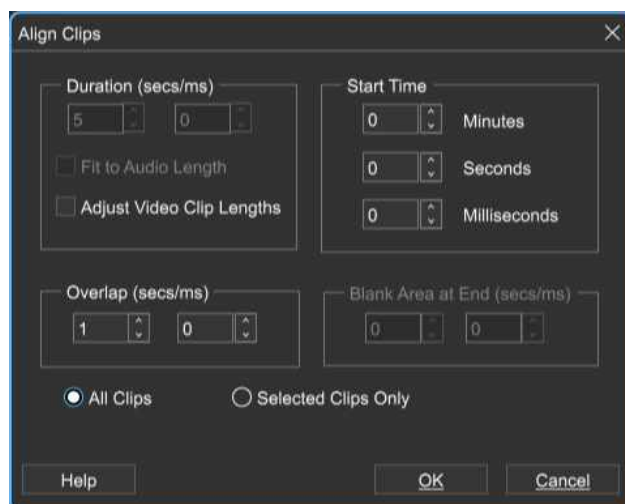 Align Clips
Duration (secs/ms)
5 0
Fit to Audio Length
Adjust Video Clip Lengths
Start Time
0 Minutes
0 Seconds
0 Milliseconds
Overlap (secs/ms)
1 0
Blank Area at End (secs/ms)
0 0
All Clips
Selected Clips Only
Help
OK
Cancel